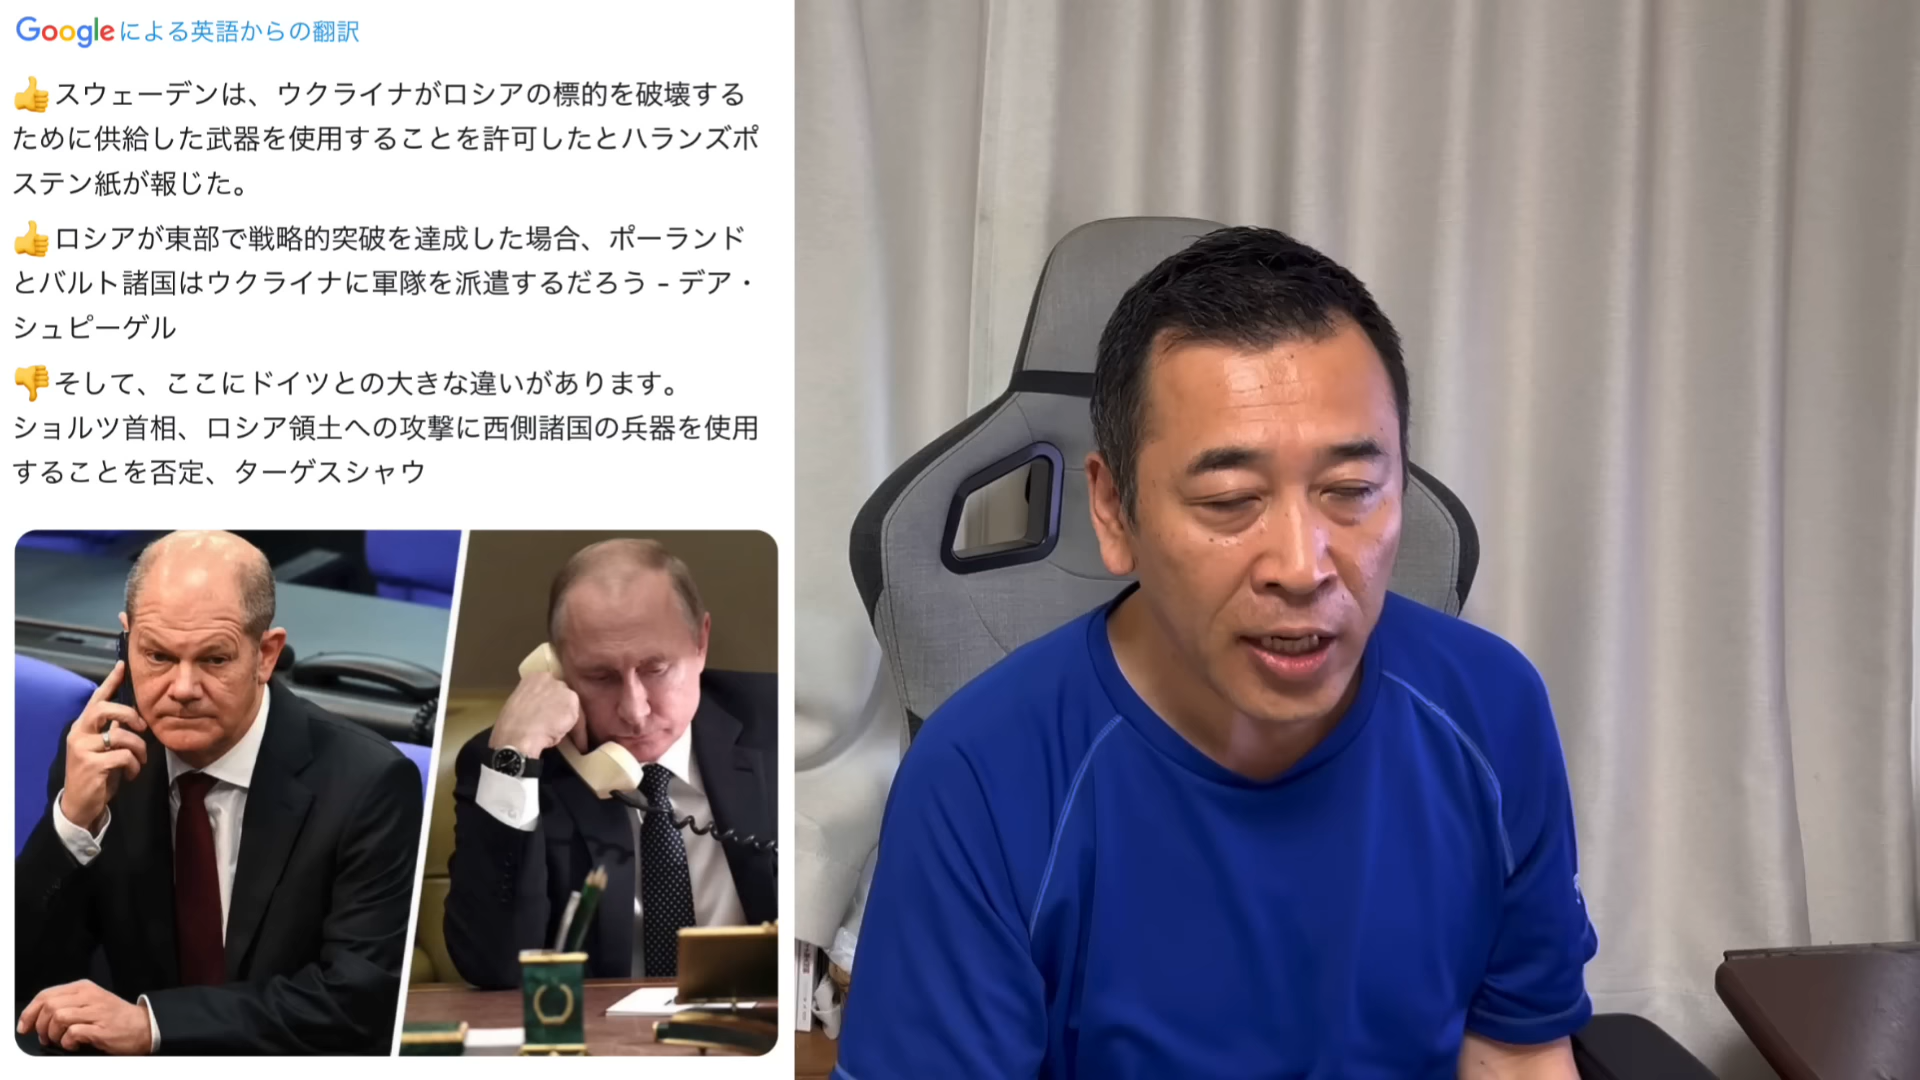 Googleによる英語からの翻訳
👍スウェーデンは、ウクライナがロシアの標的を破壊する
ために供給した武器を使用することを許可したとハランズポ
ステン紙が報じた。
👍ロシアが東部で戦略的突破を達成した場合、ポーランド
とバルト諸国はウクライナに軍隊を派遣するだろう - デア・
シュピーゲル
👎そして、ここにドイツとの大きな違いがあります。
ショルツ首相、ロシア領土への攻撃に西側諸国の兵器を使用
することを否定、ターゲスシャウ